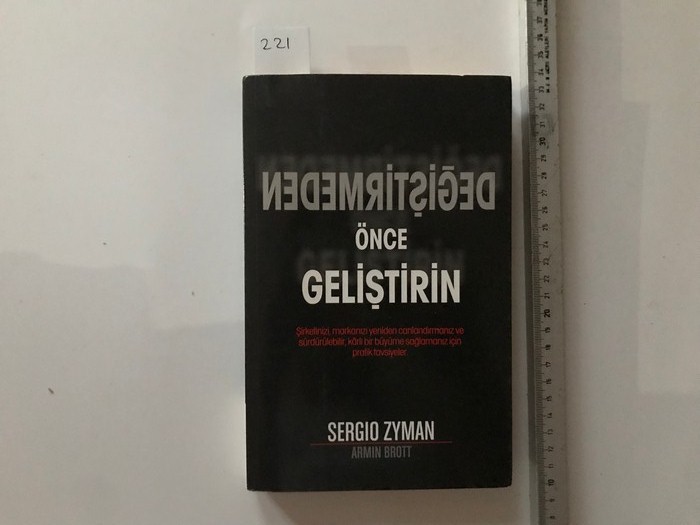 221
DEĞİŞTİRMEDEN
ÖNCE
GELİŞTİRİN
Şirketinizi, markanızı yeniden canlandırmanız ve
sürdürülebilir, kârlı bir büyüme sağlamanız için
pratik tavsiyeler.
SERGIO ZYMAN
ARMIN BROTT